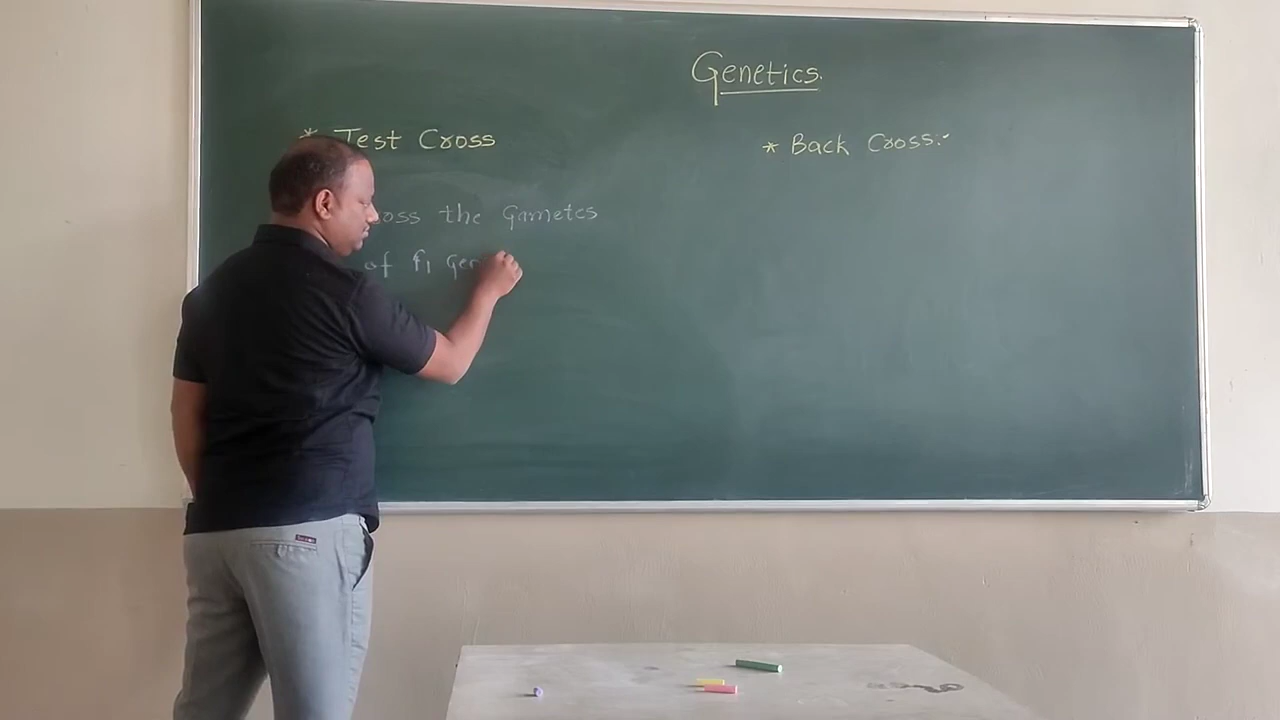 Genetics.
* Test Cross
* Back Cross:-
the Gametes
of f1